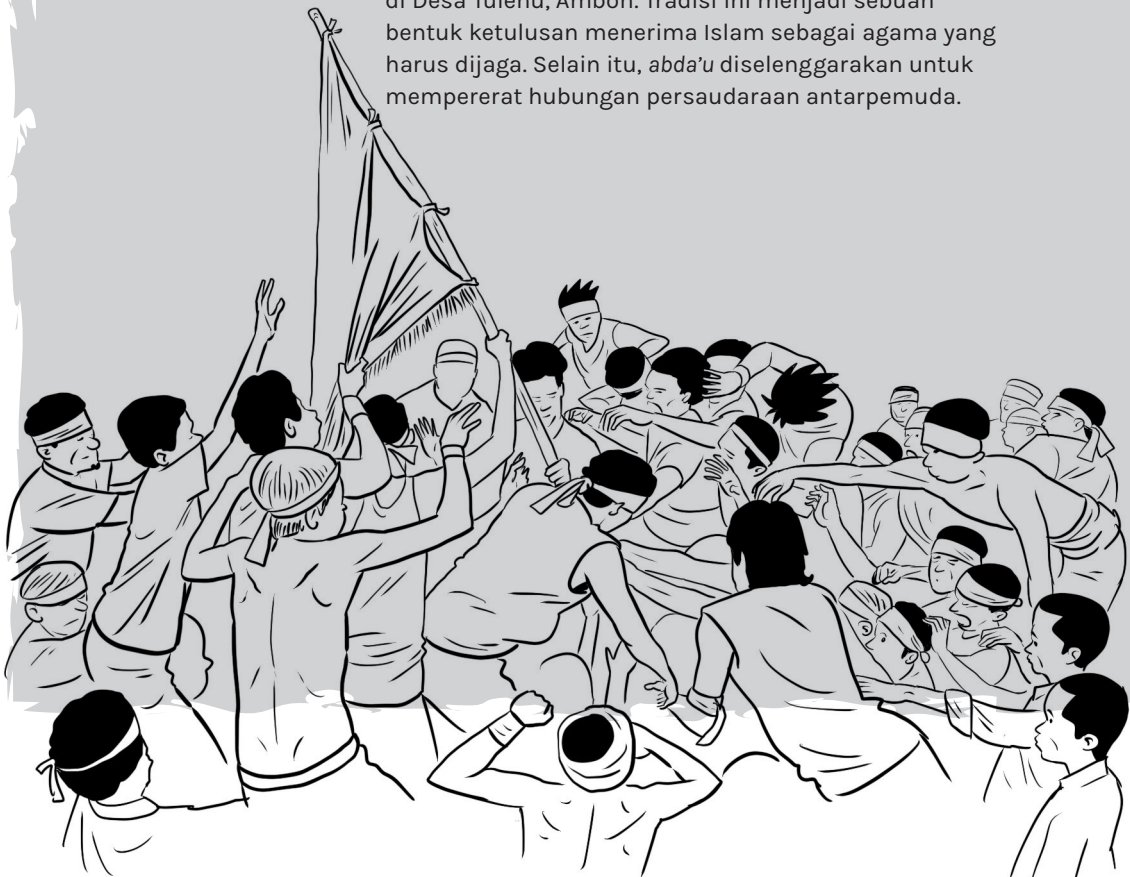 di Desa Tulehu, Ambon. Tradisi ini menjadi sebuah
bentuk ketulusan menerima Islam sebagai agama yang
harus dijaga. Selain itu, abda’u diselenggarakan untuk
mempererat hubungan persaudaraan antarpemuda.